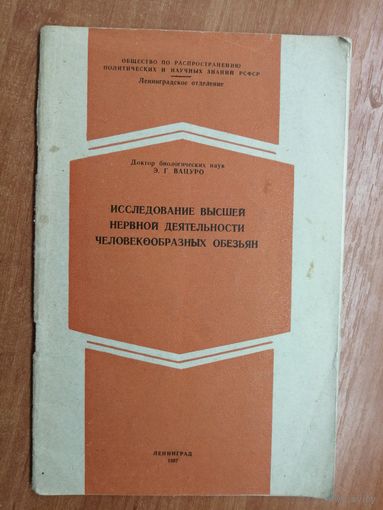 ОБЩЕСТВО ПО РАСПРОСТРАНЕНИЮ
ПОЛИТИЧЕСКИХ И НАУЧНЫХ ЗНАНИЙ РСФСР
Ленинградское отделение
Доктор биологических наук
Э. Г. ВАЦУРО
ИССЛЕДОВАНИЕ ВЫСШЕЙ
НЕРВНОЙ ДЕЯТЕЛЬНОСТИ
ЧЕЛОВЕКООБРАЗНЫХ ОБЕЗЬЯН
ЛЕНИНГРАД
1957